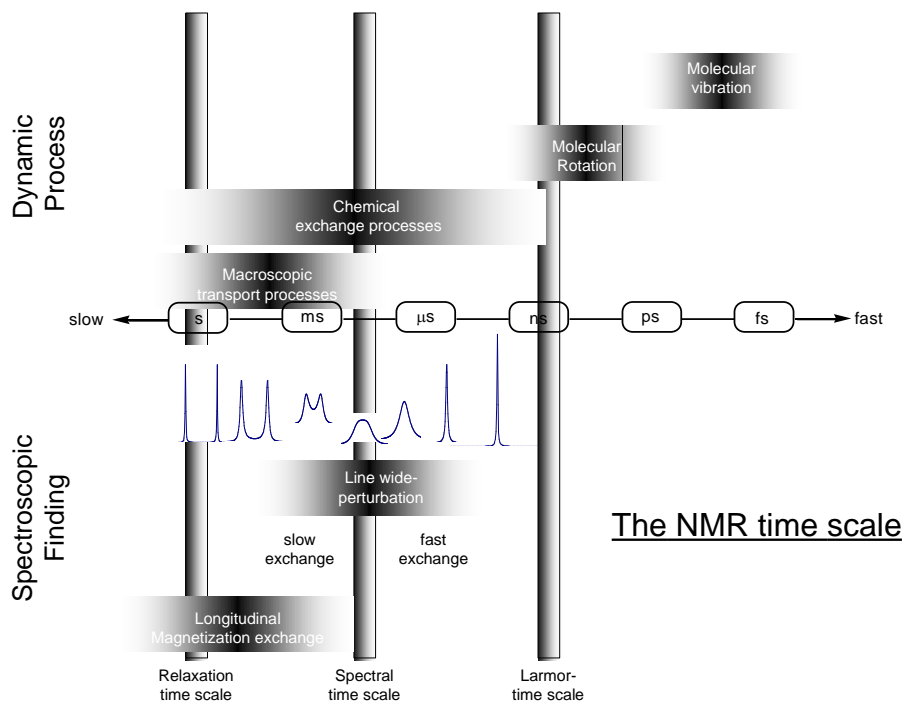 Dynamic
Process
Molecular
vibration
Molecular
Rotation
Chemical
exchange processes
Macroscopic
transport processes
slow
s
ms
μs
ns
ps
fs
fast
Spectroscopic
Finding
Line wide-
perturbation
slow
exchange
fast
exchange
The NMR time scale
Longitudinal
Magnetization exchange
Relaxation
time scale
Spectral
time scale
Larmor-
time scale